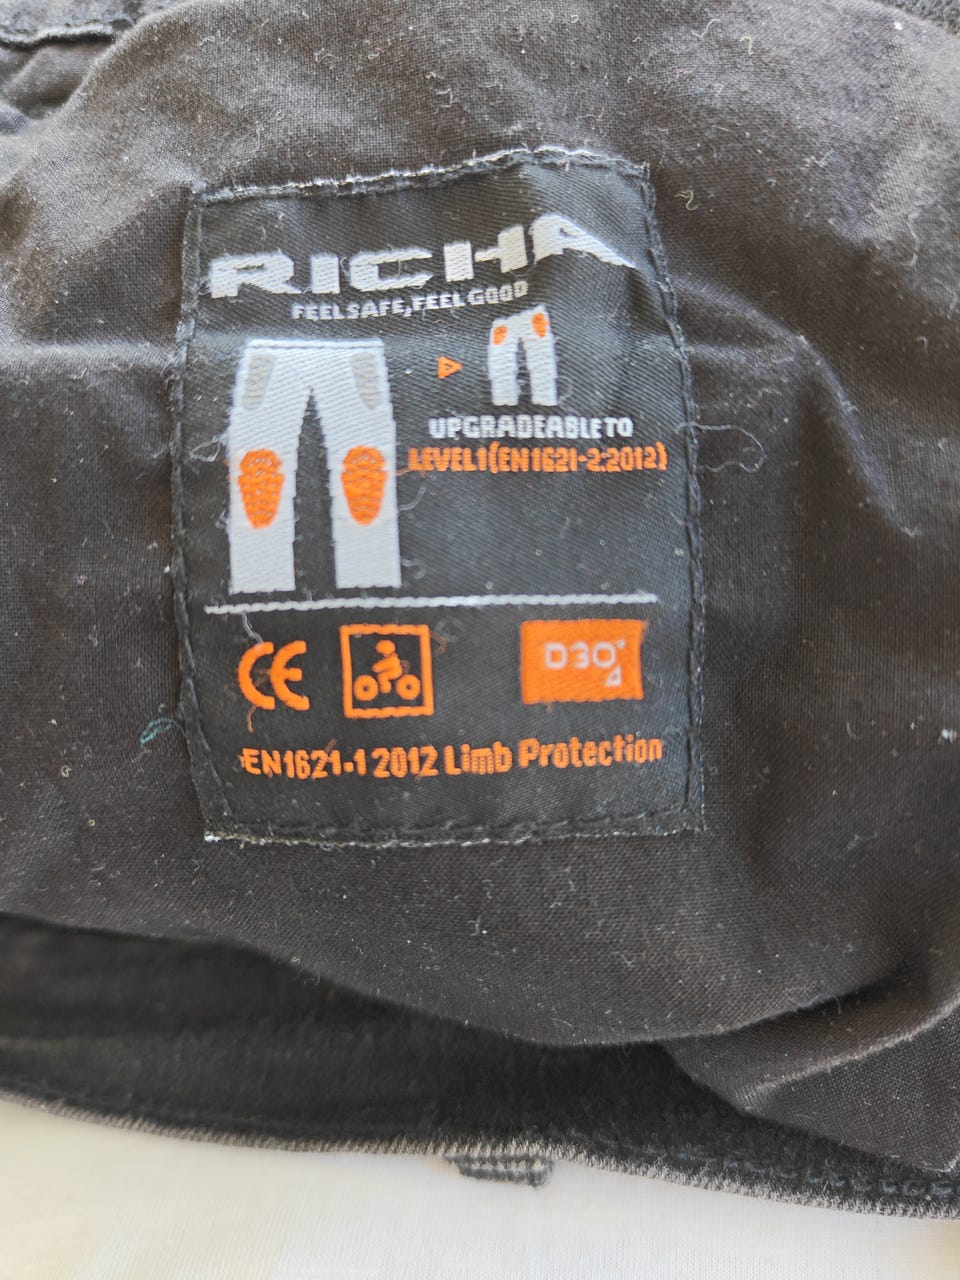 RICHA
FEEL SAFE, FEEL GOOD
UPGRADEABLE TO
LEVEL1(EN1621-2:2012)
CE
D3O
EN1621-1 2012 Limb Protection